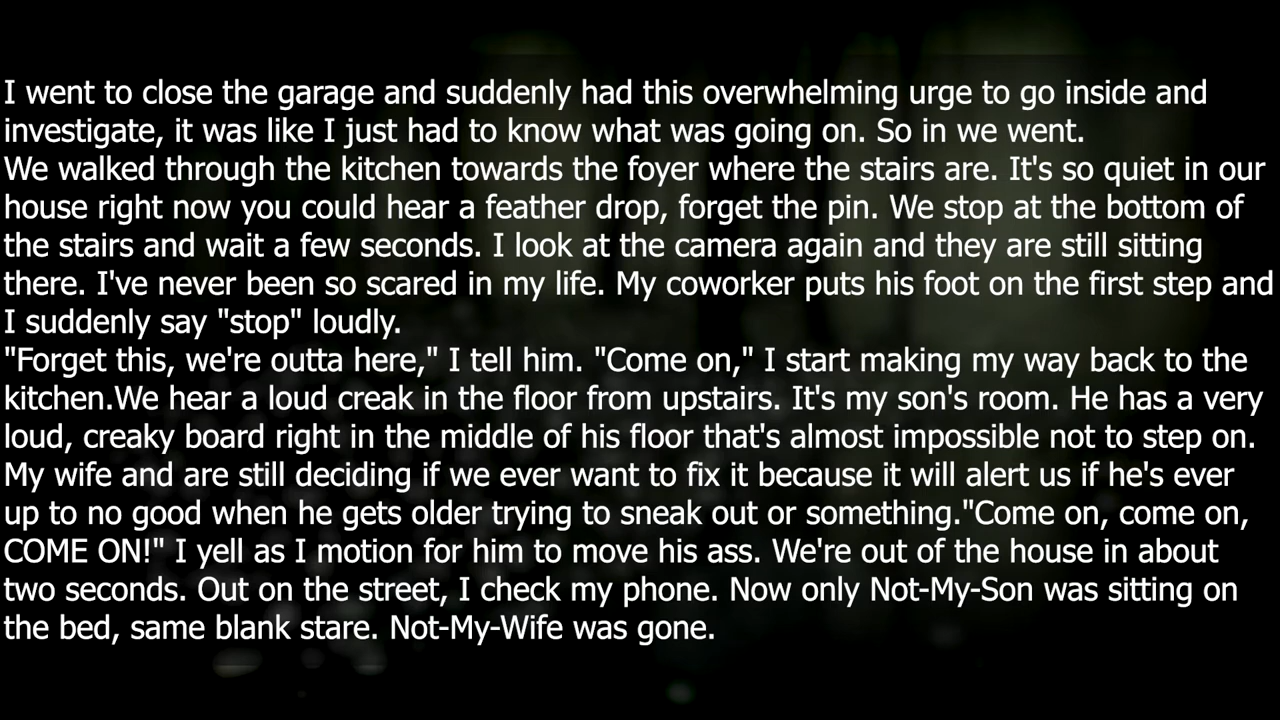 I went to close the garage and suddenly had this overwhelming urge to go inside and
investigate, it was like I just had to know what was going on. So in we went.
We walked through the kitchen towards the foyer where the stairs are. It's so quiet in our
house right now you could hear a feather drop, forget the pin. We stop at the bottom of
the stairs and wait a few seconds. I look at the camera again and they are still sitting
there. I've never been so scared in my life. My coworker puts his foot on the first step and
I suddenly say "stop" loudly.
"Forget this, we're outta here," I tell him. "Come on," I start making my way back to the
kitchen.We hear a loud creak in the floor from upstairs. It's my son's room. He has a very
loud, creaky board right in the middle of his floor that's almost impossible not to step on.
My wife and are still deciding if we ever want to fix it because it will alert us if he's ever
up to no good when he gets older trying to sneak out or something."Come on, come on,
COME ON!" I yell as I motion for him to move his ass. We're out of the house in about
two seconds. Out on the street, I check my phone. Now only Not-My-Son was sitting on
the bed, same blank stare. Not-My-Wife was gone.